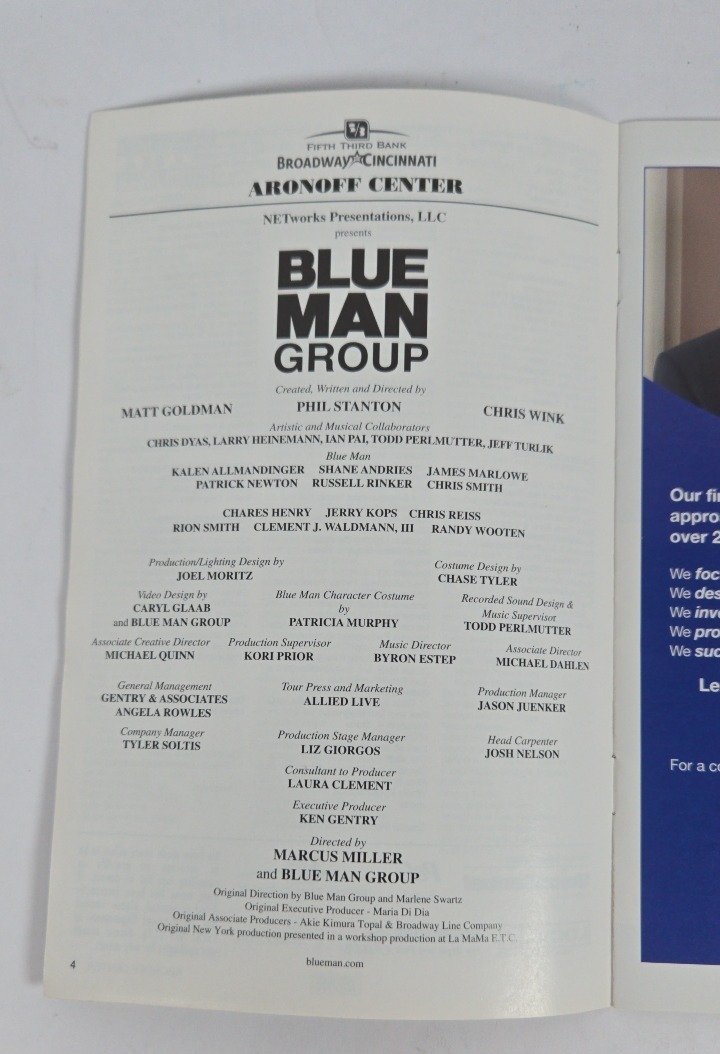 FIFTH THIRD BANK
BROADWAY CINCINNATI
ARONOFF CENTER
NETworks Presentations, LLC
presents
BLUE
MAN
GROUP
Created, Written and Directed by
MATT GOLDMAN PHIL STANTON CHRIS WINK
Artistic and Musical Collaborators
CHRIS DYAS, LARRY HEINEMANN, IAN PAI, TODD PERLMUTTER, JEFF TURLIK
Blue Man
KALEN ALLMANDINGER SHANE ANDRIES JAMES MARLOWE
PATRICK NEWTON RUSSELL RINKER CHRIS SMITH
CHARES HENRY JERRY KOPS CHRIS REISS
RION SMITH CLEMENT J. WALDMANN, III RANDY WOOTEN
Production/Lighting Design by
JOEL MORITZ
Costume Design by
CHASE TYLER
Video Design by
CARYL GLAAB
and BLUE MAN GROUP
Blue Man Character Costume
by
PATRICIA MURPHY
Recorded Sound Design &
Music Supervisor
TODD PERLMUTTER
Associate Creative Director
MICHAEL QUINN
Production Supervisor
KORI PRIOR
Music Director
BYRON ESTEP
Associate Director
MICHAEL DAHLEN
General Management
GENTRY & ASSOCIATES
ANGELA ROWLES
Tour Press and Marketing
ALLIED LIVE
Production Manager
JASON JUENKER
Company Manager
TYLER SOLTIS
Production Stage Manager
LIZ GIORGOS
Head Carpenter
JOSH NELSON
Consultant to Producer
LAURA CLEMENT
Executive Producer
KEN GENTRY
Directed by
MARCUS MILLER
and BLUE MAN GROUP
Original Direction by Blue Man Group and Marlene Swartz
Original Executive Producer - Maria Di Dia
Original Associate Producers - Akie Kimura Topal & Broadway Line Company
Original New York production presented in a workshop production at La MaMa E.T.C.
blueman.com
4
Our fi
appro
over 2
We foc
We des
We inve
We pro
We suc
Le
For a co